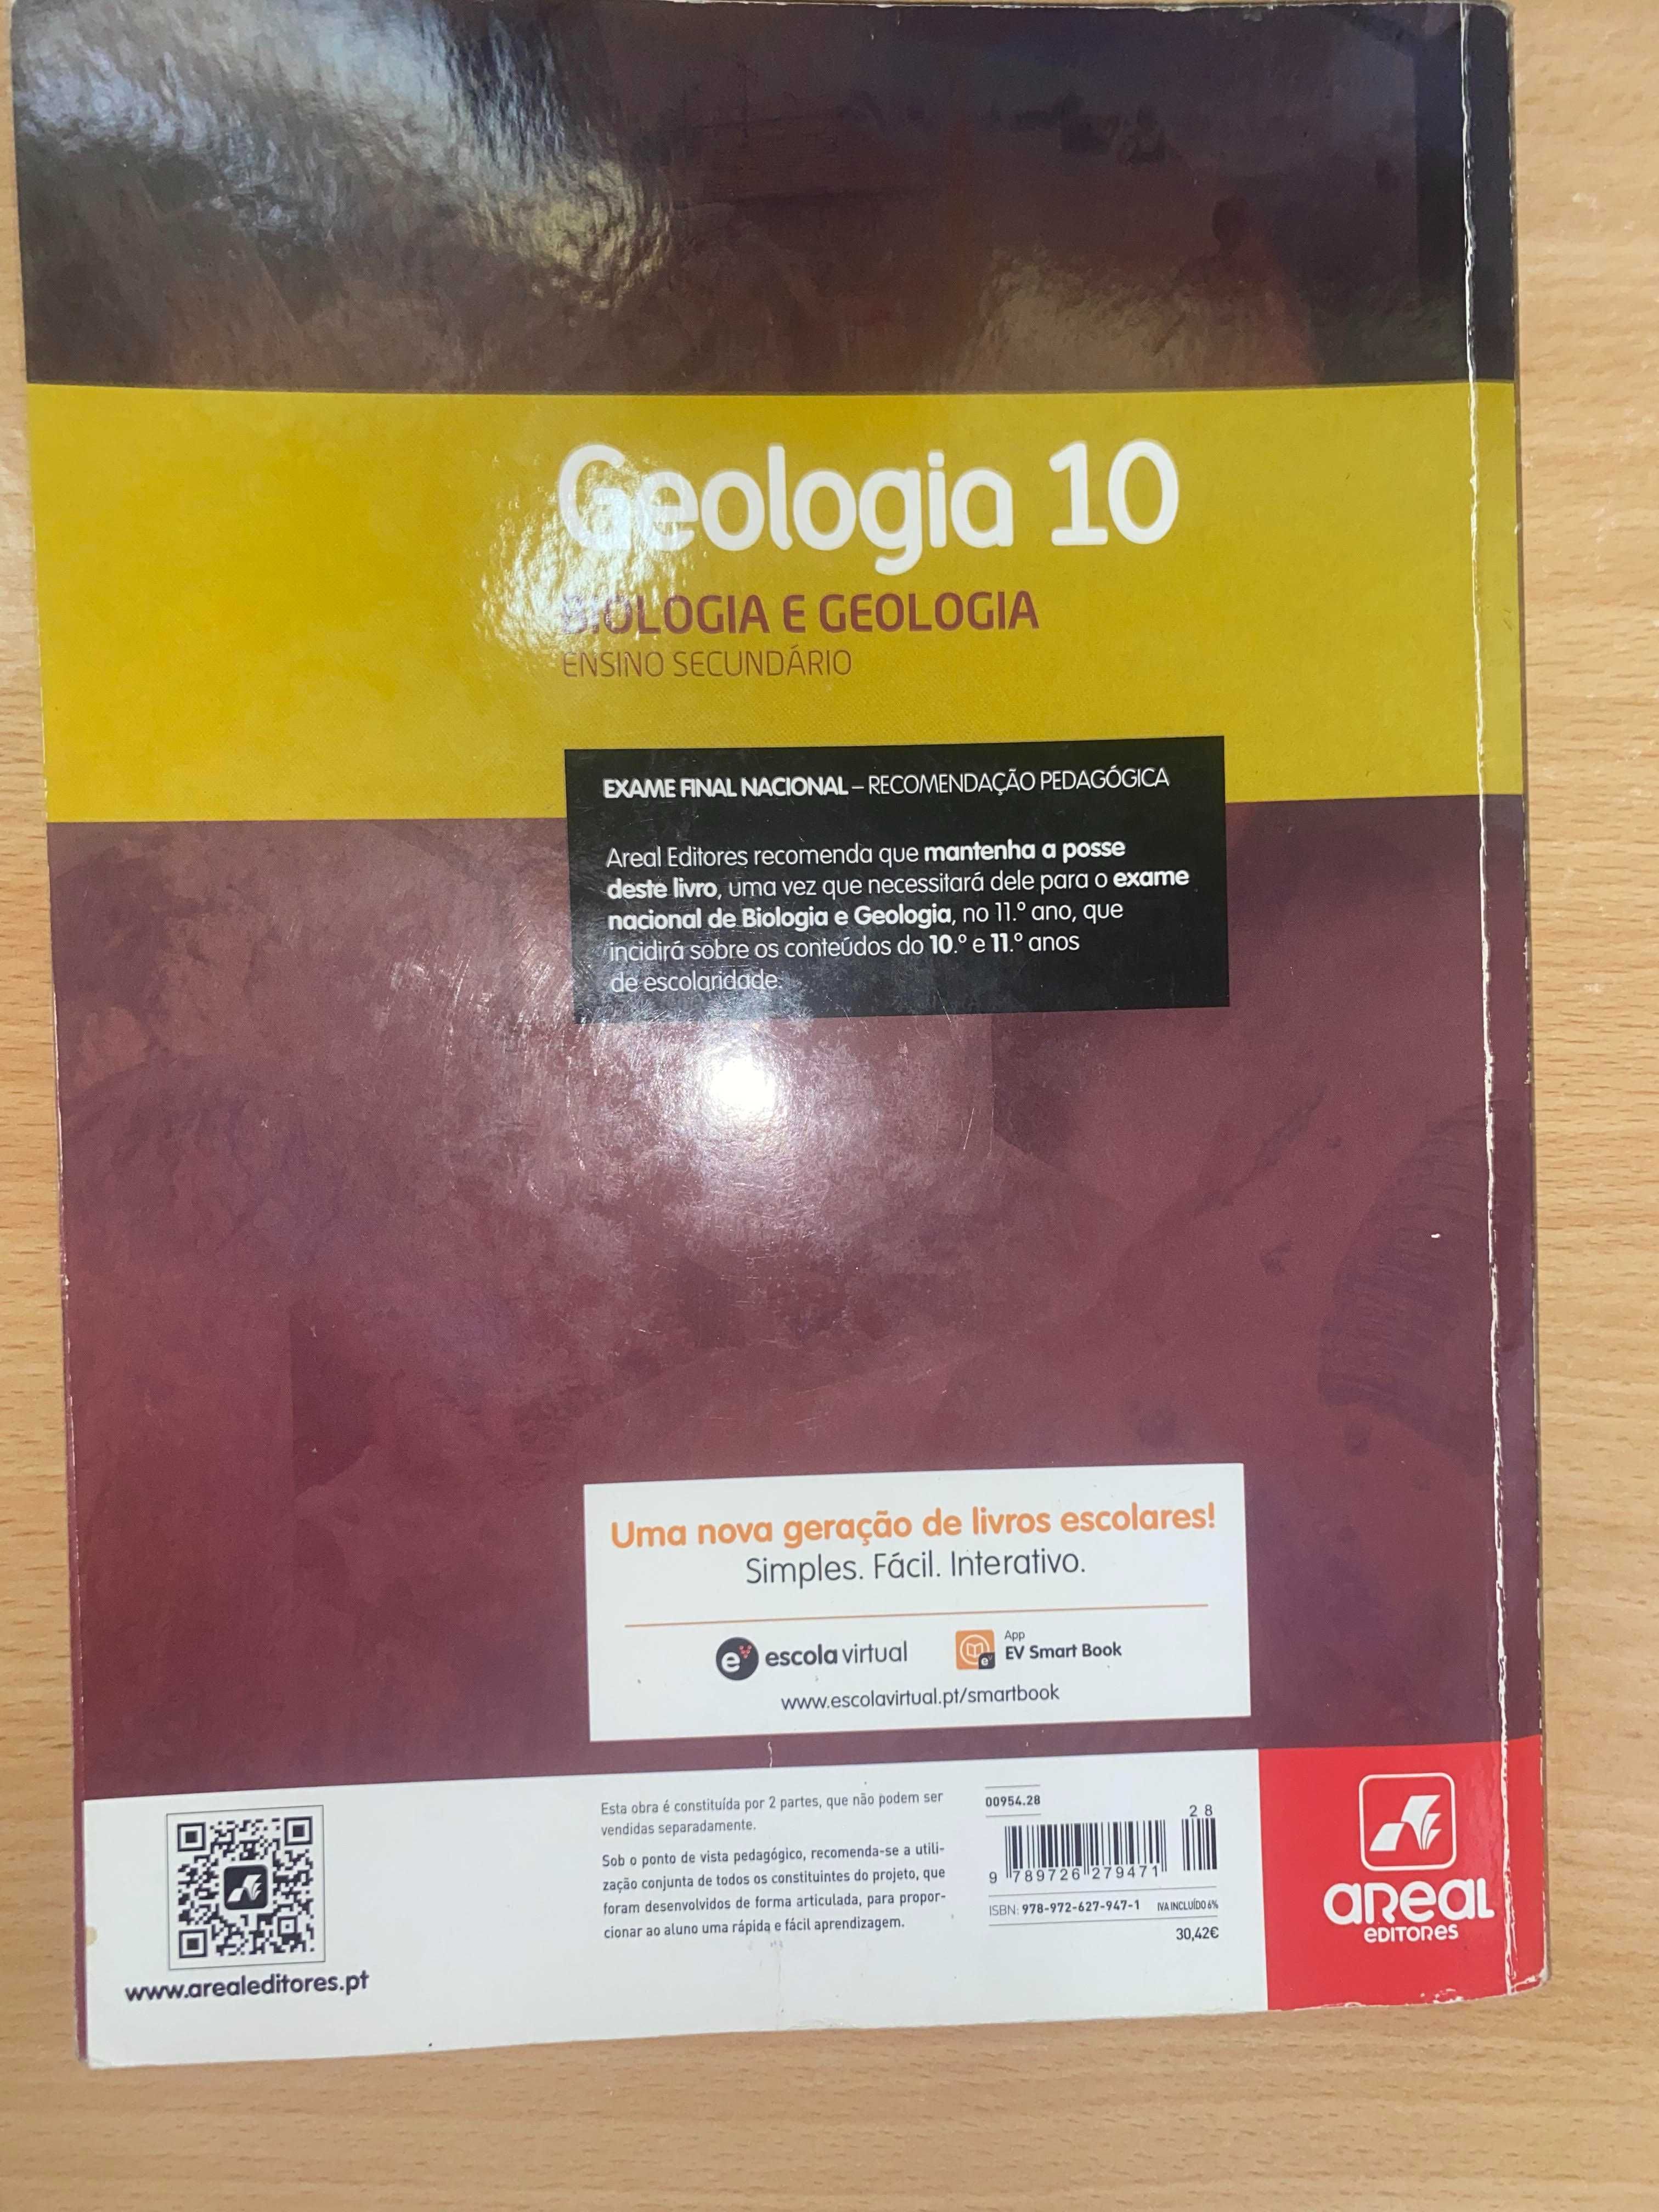 Geologia 10
BIOLOGIA E GEOLOGIA
ENSINO SECUNDÁRIO
EXAME FINAL NACIONAL – RECOMENDAÇÃO PEDAGÓGICA
Areal Editores recomenda que mantenha a posse
deste livro, uma vez que necessitará dele para o exame
nacional de Biologia e Geologia, no 11.º ano, que
incidirá sobre os conteúdos do 10.º e 11.º anos
de escolaridade.
Uma nova geração de livros escolares!
Simples. Fácil. Interativo.
e escola virtual
App
EV Smart Book
www.escolavirtual.pt/smartbook
www.arealeditores.pt
Esta obra é constituída por 2 partes, que não podem ser
vendidas separadamente.
Sob o ponto de vista pedagógico, recomenda-se a utili-
zação conjunta de todos os constituintes do projeto, que
foram desenvolvidos de forma articulada, para propor-
cionar ao aluno uma rápida e fácil aprendizagem.
00954.28
28
9 789726 279471
ISBN: 978-972-627-947-1 IVA INCLUÍDO 6%
30,42€
aREaL
EDITORES